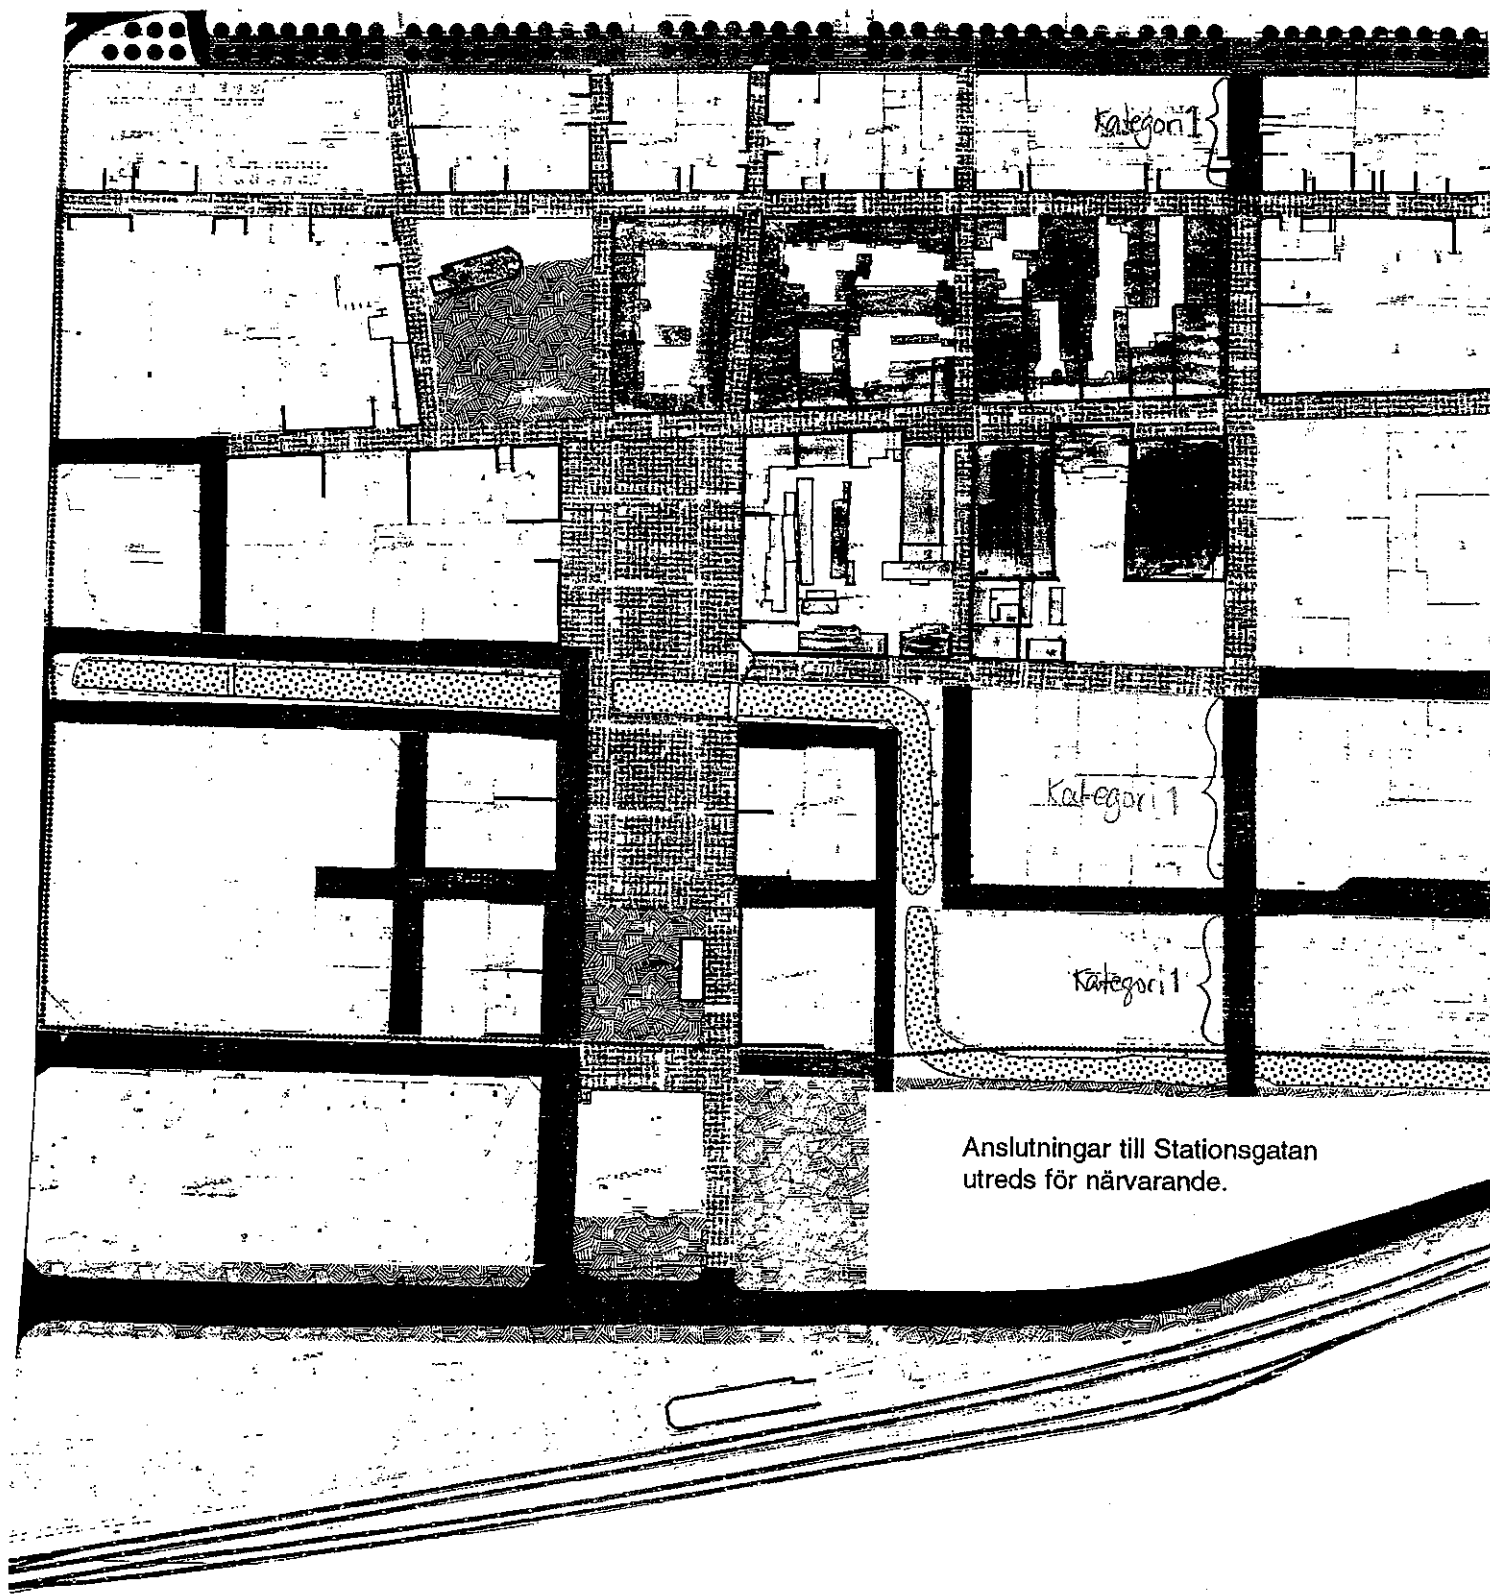 Kategori 1
Kategori 1
Kategori 1
Anslutningar till Stationsgatan
utreds för närvarande.